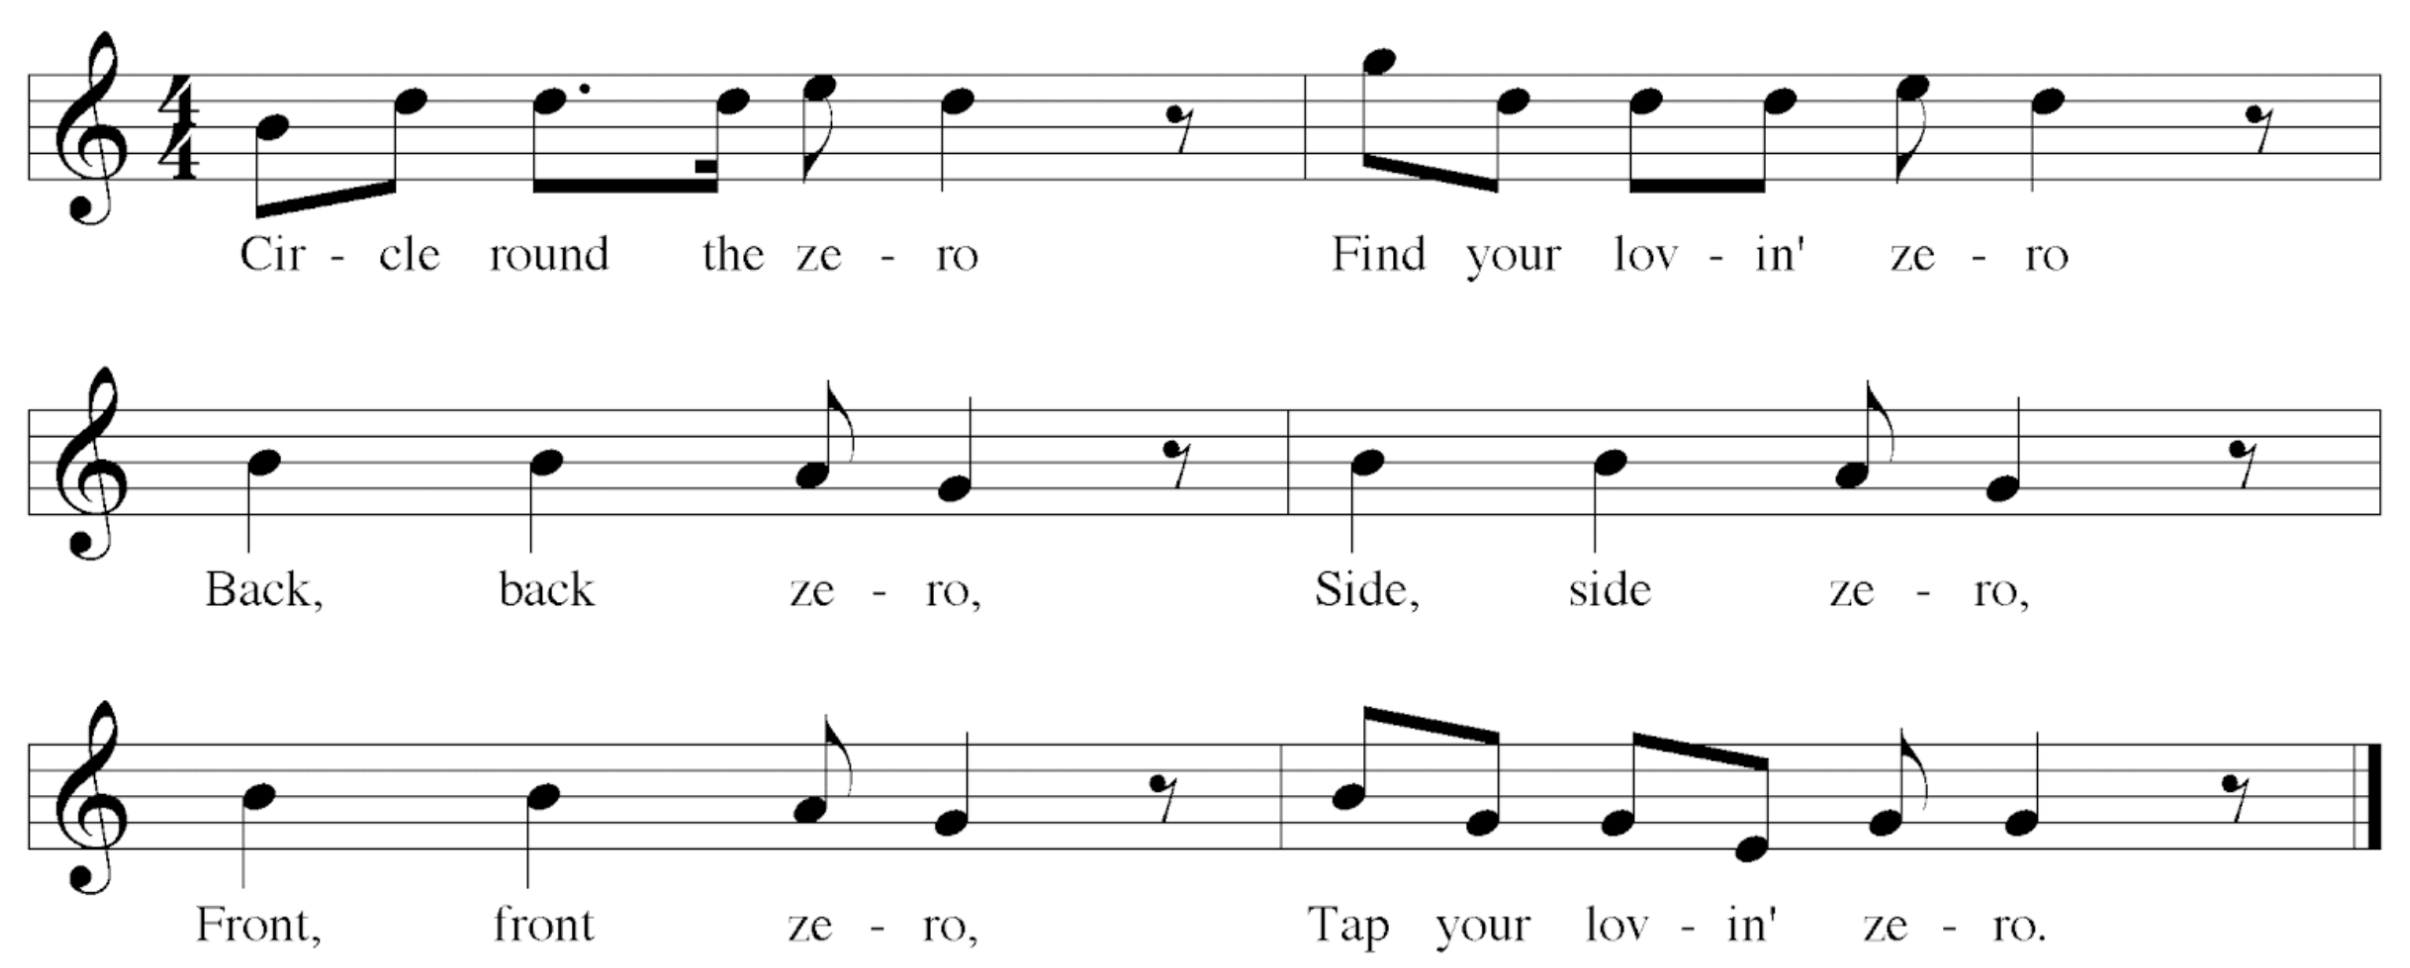 4
4
Cir - cle round the ze - ro Find your lov - in' ze - ro
Back, back ze - ro, Side, side ze - ro,
Front, front ze - ro, Tap your lov - in' ze - ro.